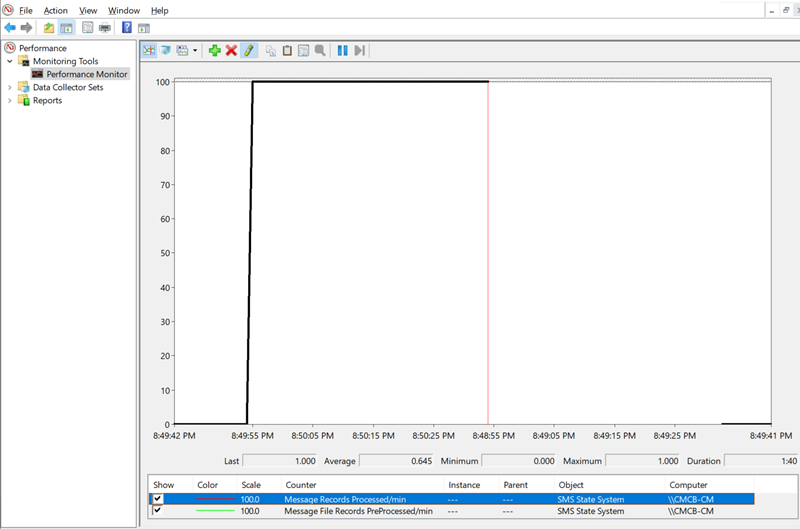 File Action View Window Help
Performance
Monitoring Tools
Performance Monitor
Data Collector Sets
Reports
100
90
80
70
60
50
40
30
20
10
0
8:49:42 PM 8:49:55 PM 8:50:05 PM 8:50:15 PM 8:50:25 PM 8:48:55 PM 8:49:05 PM 8:49:15 PM 8:49:25 PM 8:49:41 PM
Last 1.000 Average 0.645 Minimum 0.000 Maximum 1.000 Duration 1:40
Show Color Scale Counter Instance Parent Object Computer
100.0 Message Records Processed/min --- --- SMS State System \\CMCB-CM
100.0 Message File Records PreProcessed/min --- --- SMS State System \\CMCB-CM